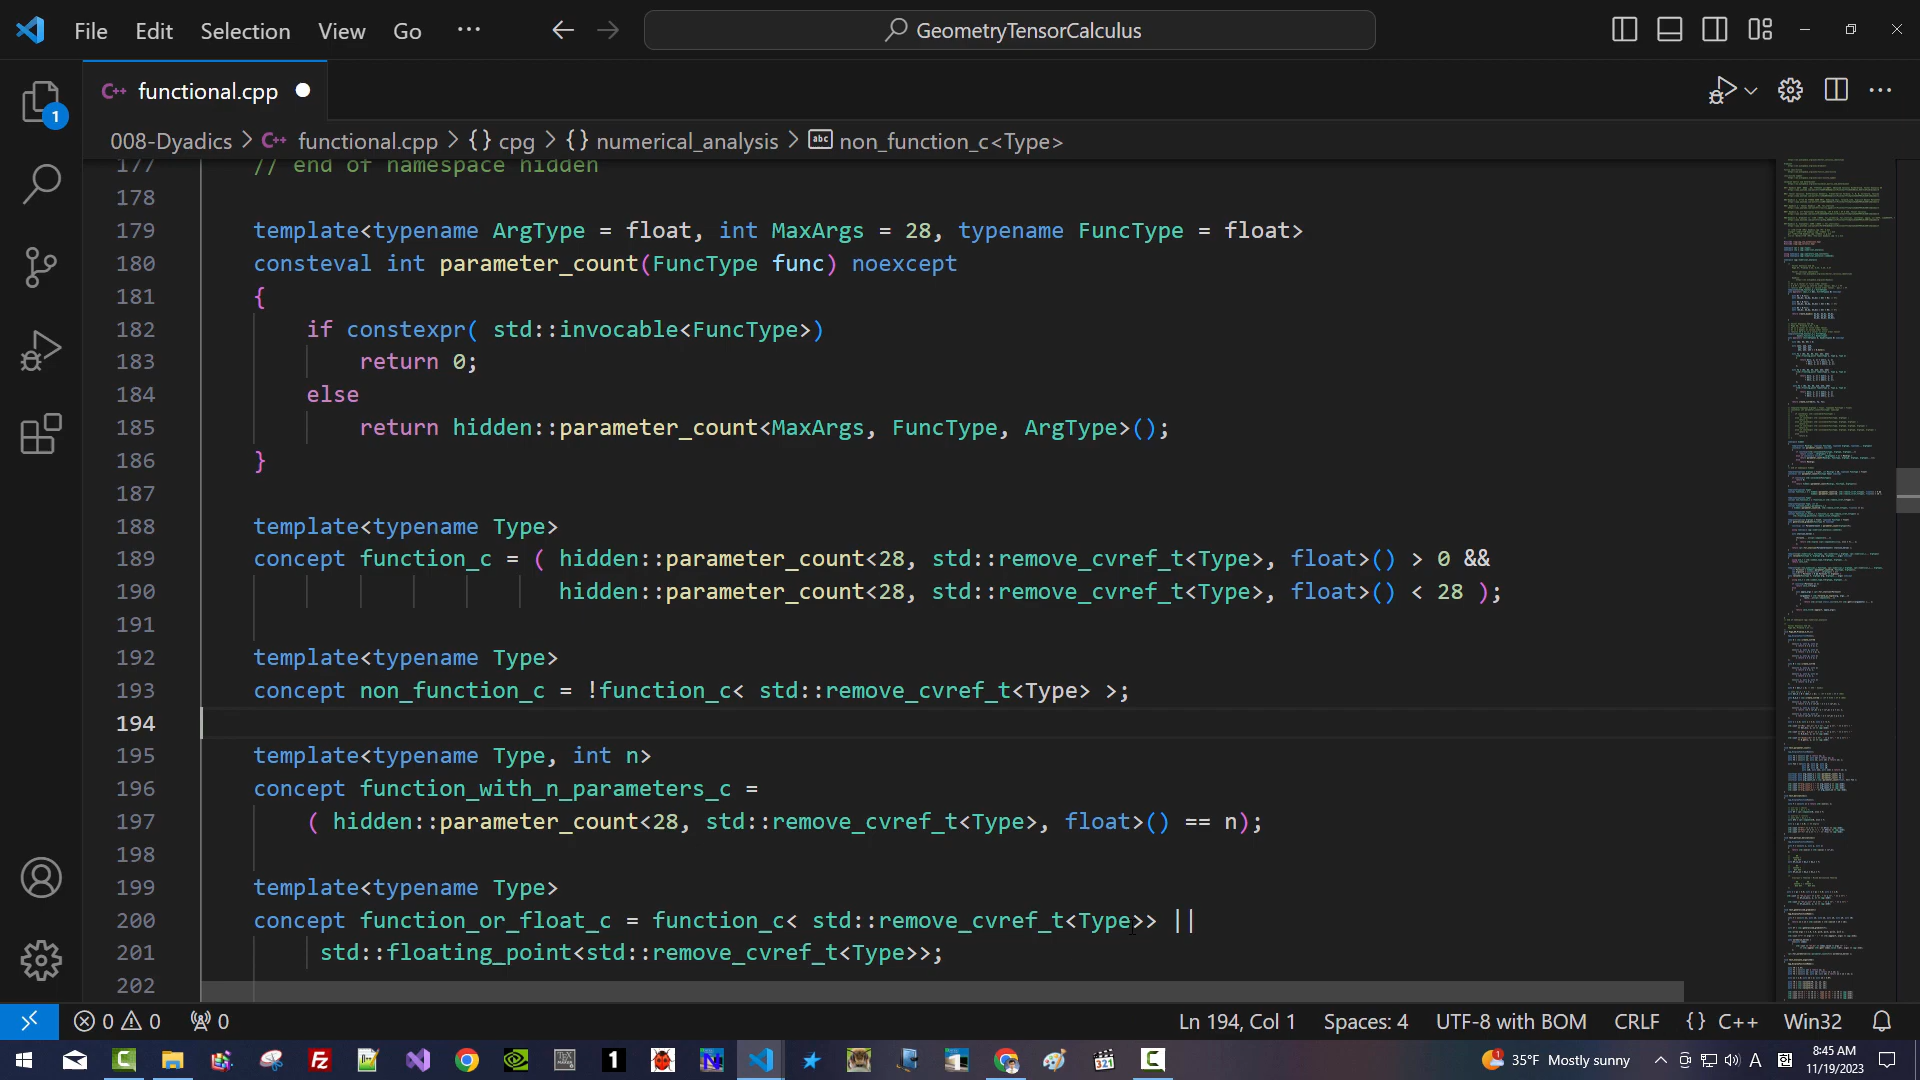 File Edit Selection View Go ··· GeometryTensorCalculus
C++ functional.cpp
008-Dyadics > C++ functional.cpp > {} cpg > {} numerical_analysis > abc non_function_c<Type>
1
177 // end of namespace hidden
178
179 template<typename ArgType = float, int MaxArgs = 28, typename FuncType = float>
180 consteval int parameter_count(FuncType func) noexcept
181 {
182 if constexpr( std::invocable<FuncType>)
183 return 0;
184 else
185 return hidden::parameter_count<MaxArgs, FuncType, ArgType>();
186 }
187
188 template<typename Type>
189 concept function_c = ( hidden::parameter_count<28, std::remove_cvref_t<Type>, float>() > 0 &&
190 hidden::parameter_count<28, std::remove_cvref_t<Type>, float>() < 28 );
191
192 template<typename Type>
193 concept non_function_c = !function_c< std::remove_cvref_t<Type> >;
194
195 template<typename Type, int n>
196 concept function_with_n_parameters_c =
197 ( hidden::parameter_count<28, std::remove_cvref_t<Type>, float>() == n);
198
199 template<typename Type>
200 concept function_or_float_c = function_c< std::remove_cvref_t<Type>> ||
201 std::floating_point<std::remove_cvref_t<Type>>;
202
0 0 0 Ln 194, Col 1 Spaces: 4 UTF-8 with BOM CRLF {} C++ Win32
35°F Mostly sunny A 8:45 AM
11/19/2023